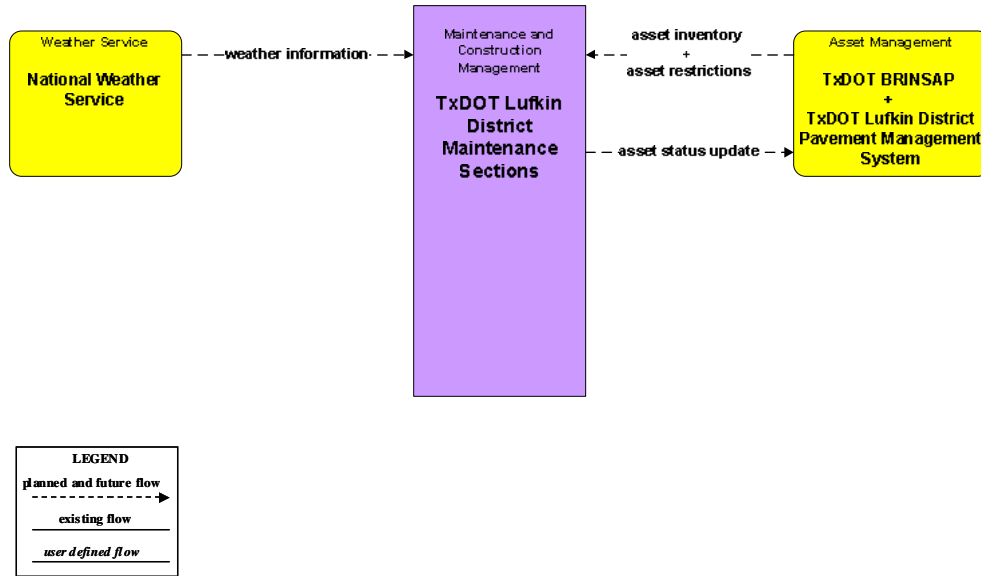 Weather Service
National Weather
Service
weather information
Maintenance and
Construction
Management
TxDOT Lufkin
District
Maintenance
Sections
asset inventory
+
asset restrictions
asset status update
Asset Management
TxDOT BRINSAP
+
TxDOT Lufkin District
Pavement Management
System
LEGEND
planned and future flow
existing flow
user defined flow